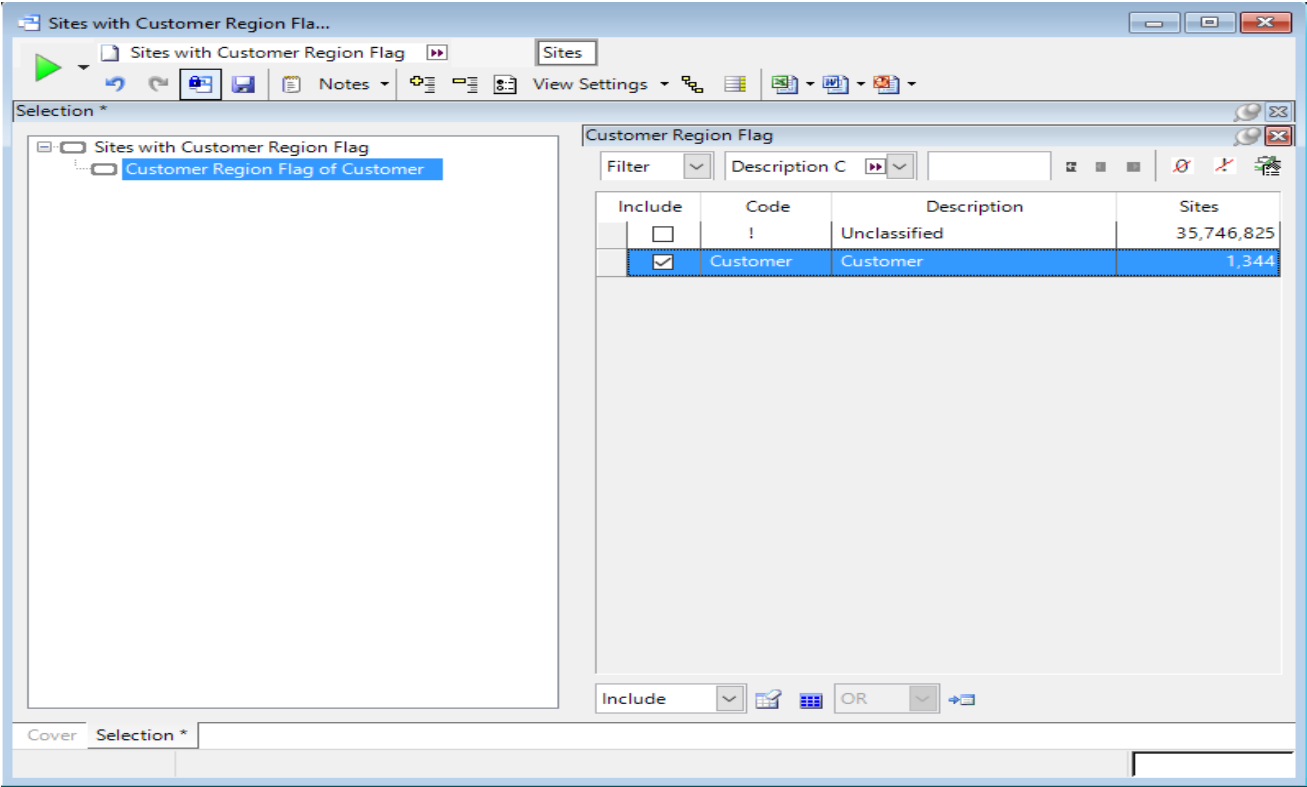 Sites with Customer Region Fla...
Sites with Customer Region Flag
Sites
Notes
View Settings
Selection *
Sites with Customer Region Flag
Customer Region Flag of Customer
Customer Region Flag
Filter Description C
Include Code Description Sites
! Unclassified 35,746,825
Customer Customer 1,344
Include OR
Cover Selection *